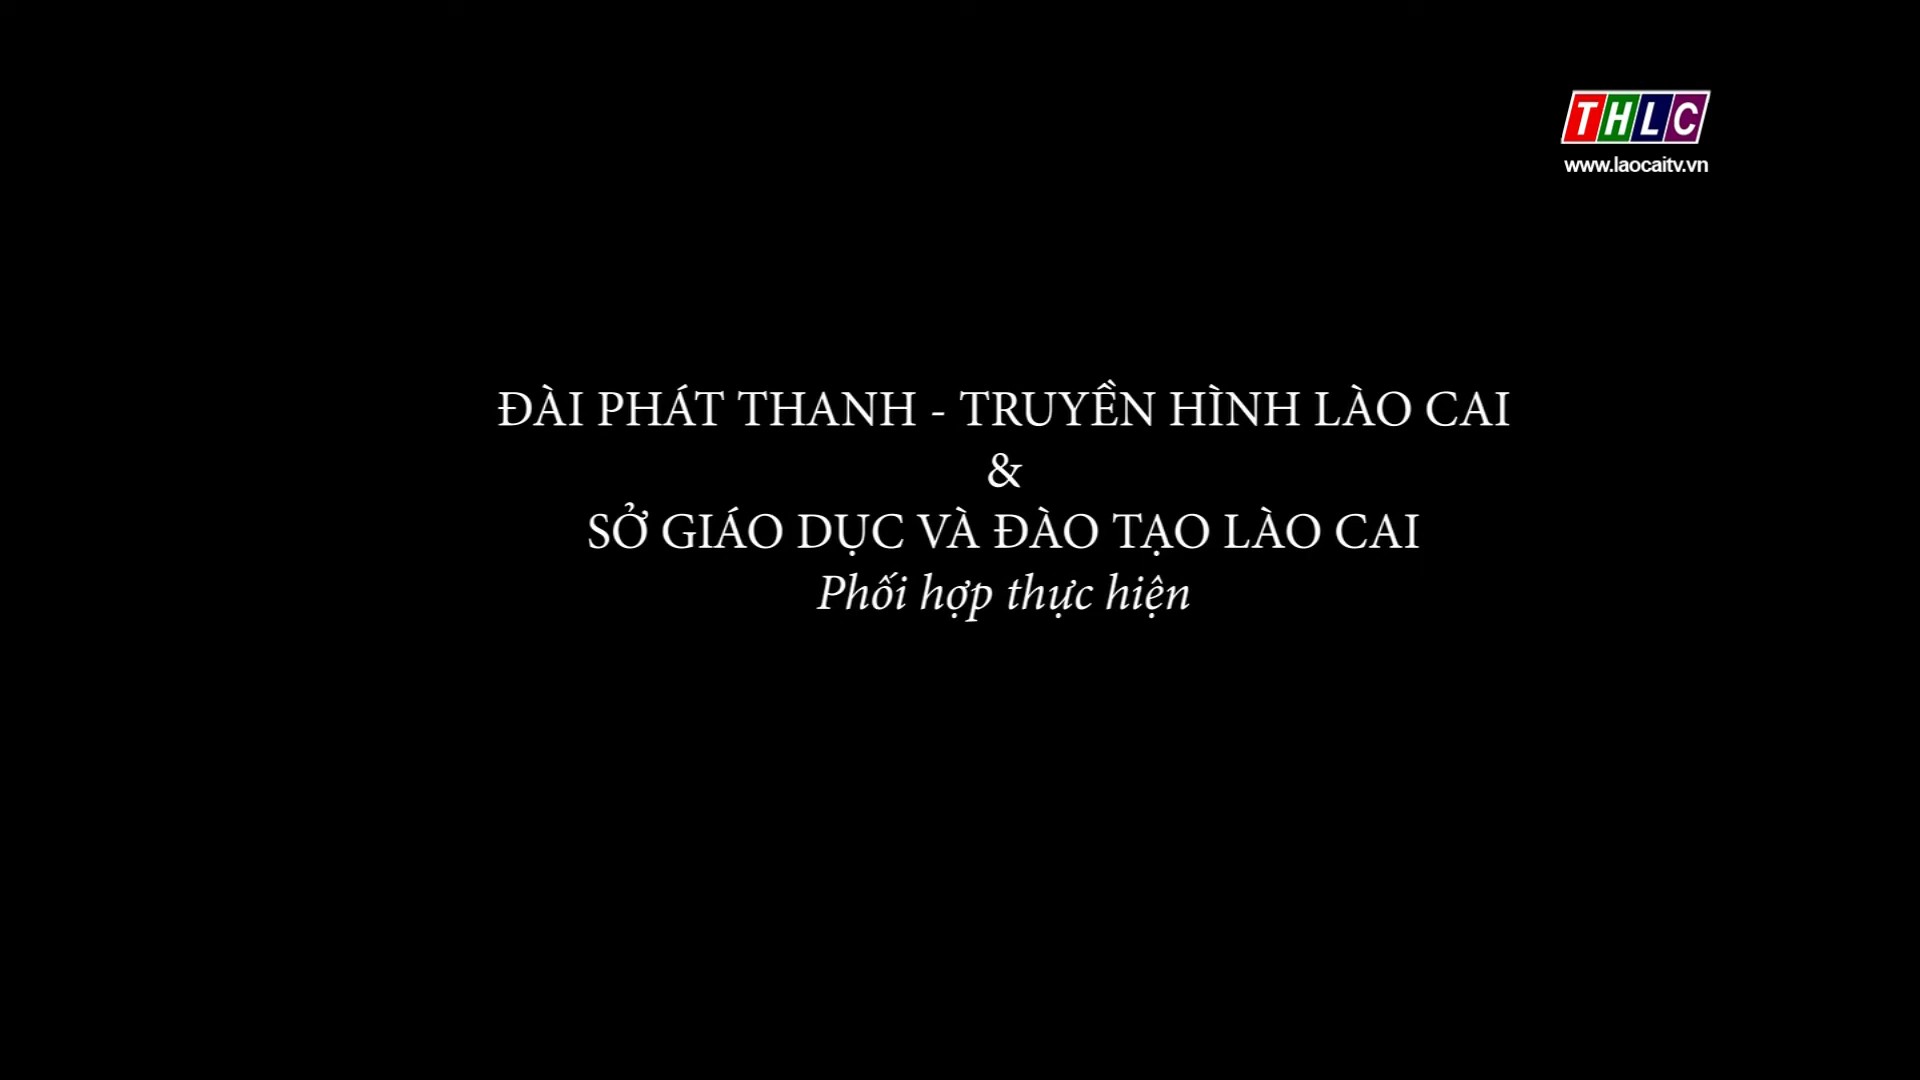 THLC
www.laocaitv.vn
ĐÀI PHÁT THANH - TRUYỀN HÌNH LÀO CAI
&
SỞ GIÁO DỤC VÀ ĐÀO TẠO LÀO CAI
Phối hợp thực hiện